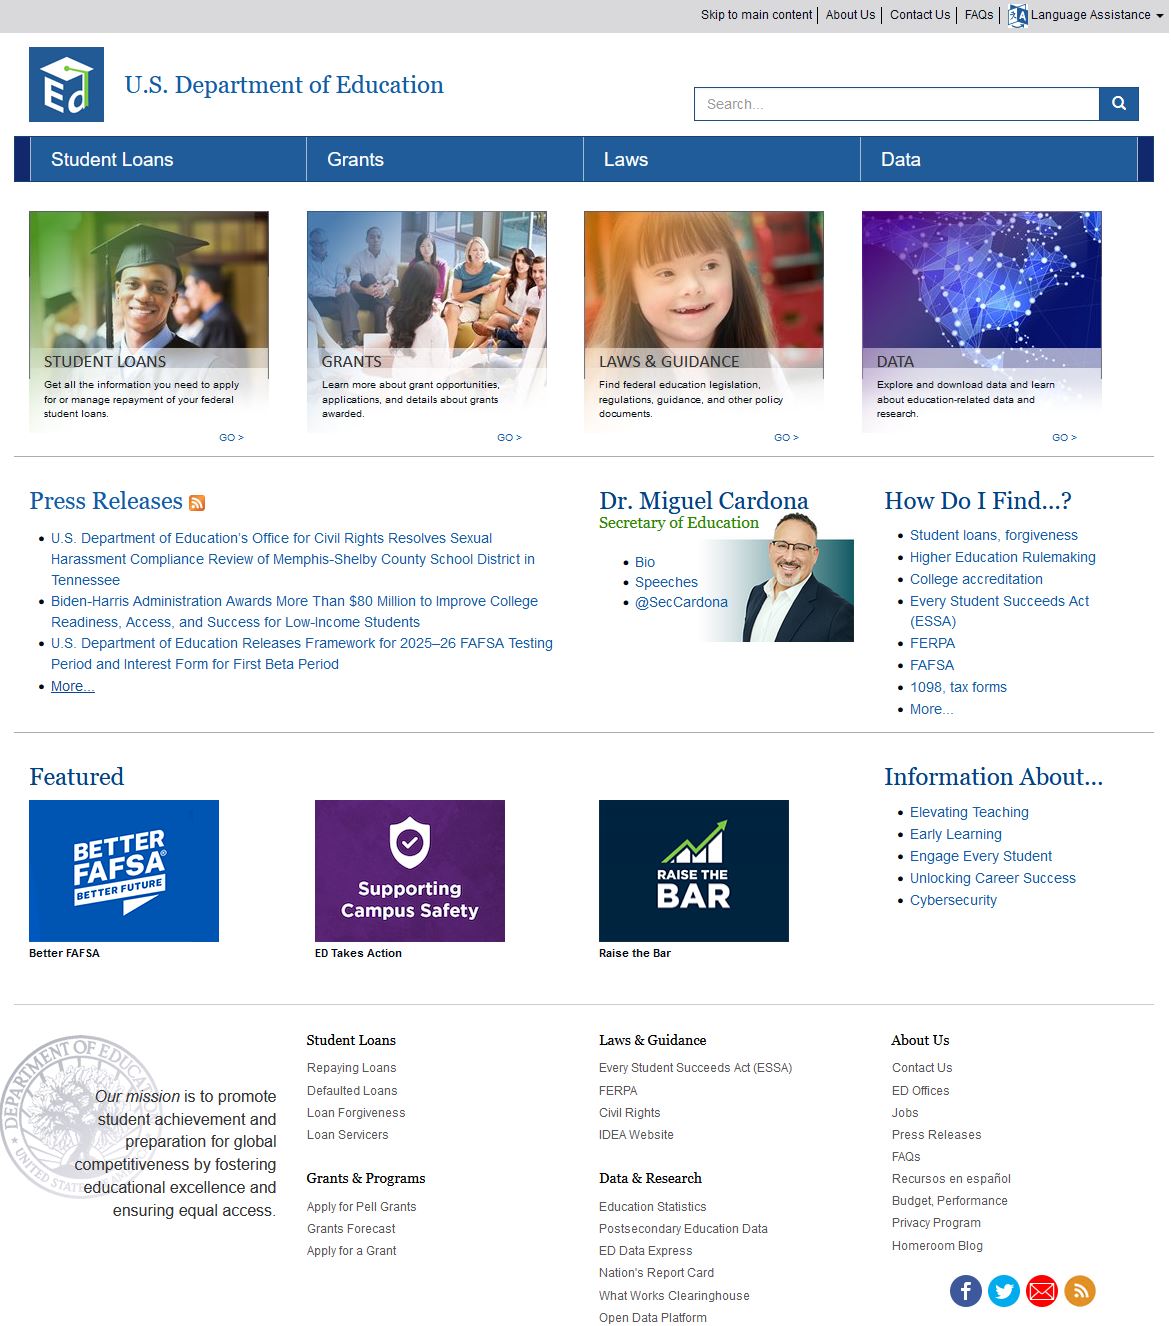 Skip to main content
About Us
Contact Us
FAQs
Language Assistance
Ed
U.S. Department of Education
Search...
Student Loans
Grants
Laws
Data
STUDENT LOANS
Get all the information you need to apply
for or manage repayment of your federal
student loans.
GO >
GRANTS
Learn more about grant opportunities,
applications, and details about grants
awarded.
GO >
LAWS & GUIDANCE
Find federal education legislation,
regulations, guidance, and other policy
documents.
GO >
DATA
Explore and download data and learn
about education-related data and
research.
GO >
Press Releases
U.S. Department of Education's Office for Civil Rights Resolves Sexual
Harassment Compliance Review of Memphis-Shelby County School District in
Tennessee
Biden-Harris Administration Awards More Than $80 Million to Improve College
Readiness, Access, and Success for Low-Income Students
U.S. Department of Education Releases Framework for 2025–26 FAFSA Testing
Period and Interest Form for First Beta Period
More...
Dr. Miguel Cardona
Secretary of Education
Bio
Speeches
@SecCardona
How Do I Find...?
Student loans, forgiveness
Higher Education Rulemaking
College accreditation
Every Student Succeeds Act
(ESSA)
FERPA
FAFSA
1098, tax forms
More...
Featured
BETTER
FAFSA®
BETTER FUTURE
Better FAFSA
Supporting
Campus Safety
ED Takes Action
RAISE THE
BAR
Raise the Bar
Information About...
Elevating Teaching
Early Learning
Engage Every Student
Unlocking Career Success
Cybersecurity
DEPARTMENT OF EDUCATIO
UNITED STATES OF AMERICA
Our mission is to promote
student achievement and
preparation for global
competitiveness by fostering
educational excellence and
ensuring equal access.
Student Loans
Repaying Loans
Defaulted Loans
Loan Forgiveness
Loan Servicers
Grants & Programs
Apply for Pell Grants
Grants Forecast
Apply for a Grant
Laws & Guidance
Every Student Succeeds Act (ESSA)
FERPA
Civil Rights
IDEA Website
Data & Research
Education Statistics
Postsecondary Education Data
ED Data Express
Nation's Report Card
What Works Clearinghouse
Open Data Platform
About Us
Contact Us
ED Offices
Jobs
Press Releases
FAQs
Recursos en español
Budget, Performance
Privacy Program
Homeroom Blog